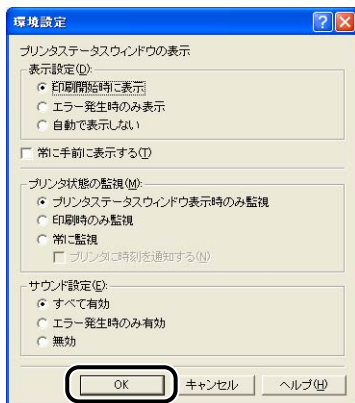 環境設定
プリンタステータスウィンドウの表示
表示設定(D):
印刷開始時に表示
エラー発生時のみ表示
自動で表示しない
常に手前に表示する(T)
プリンタ状態の監視(M):
プリンタステータスウィンドウ表示時のみ監視
印刷時のみ監視
常に監視
プリンタに時刻を通知する(N)
サウンド設定(E):
すべて有効
エラー発生時のみ有効
無効
OK キャンセル ヘルプ(H)